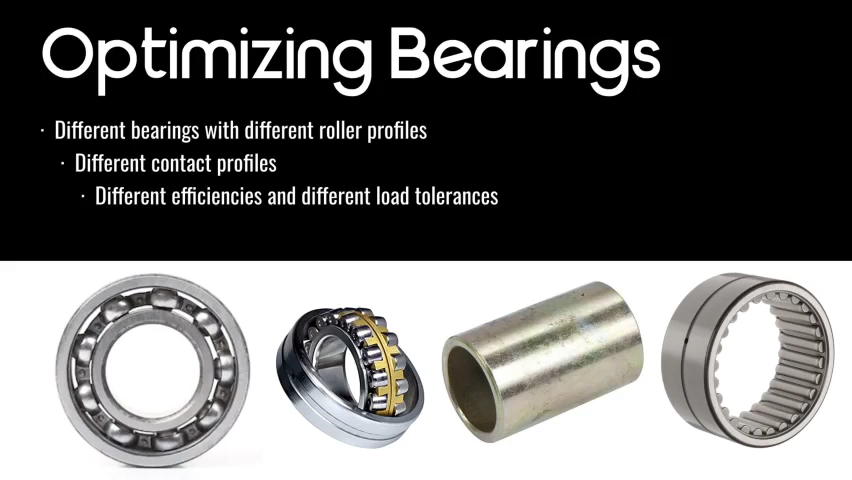 Optimizing Bearings
· Different bearings with different roller profiles
· Different contact profiles
· Different efficiencies and different load tolerances